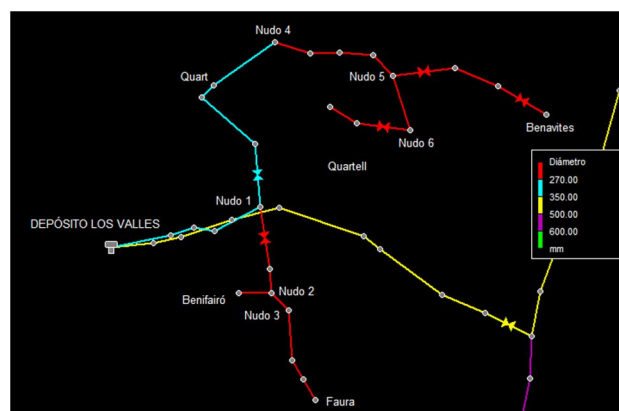 Nudo 4
Quart
Nudo 5
Benavites
Nudo 6
Quartell
Diámetro
270.00
350.00
500.00
600.00
mm
Nudo 1
DEPÓSITO LOS VALLES
Benifairó
Nudo 2
Nudo 3
Faura